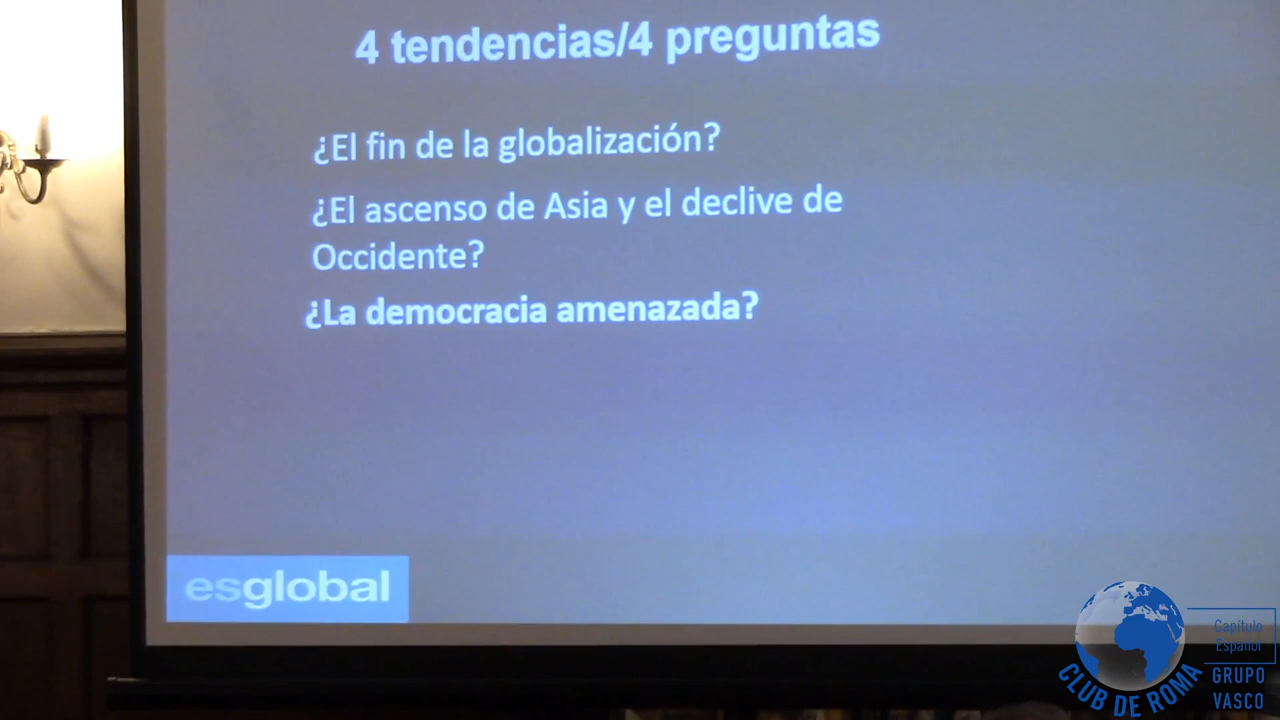 4 tendencias/4 preguntas
¿El fin de la globalización?
¿El ascenso de Asia y el declive de
Occidente?
¿La democracia amenazada?
esglobal
Capítulo
Español
CLUB DE ROMA
GRUPO
VASCO